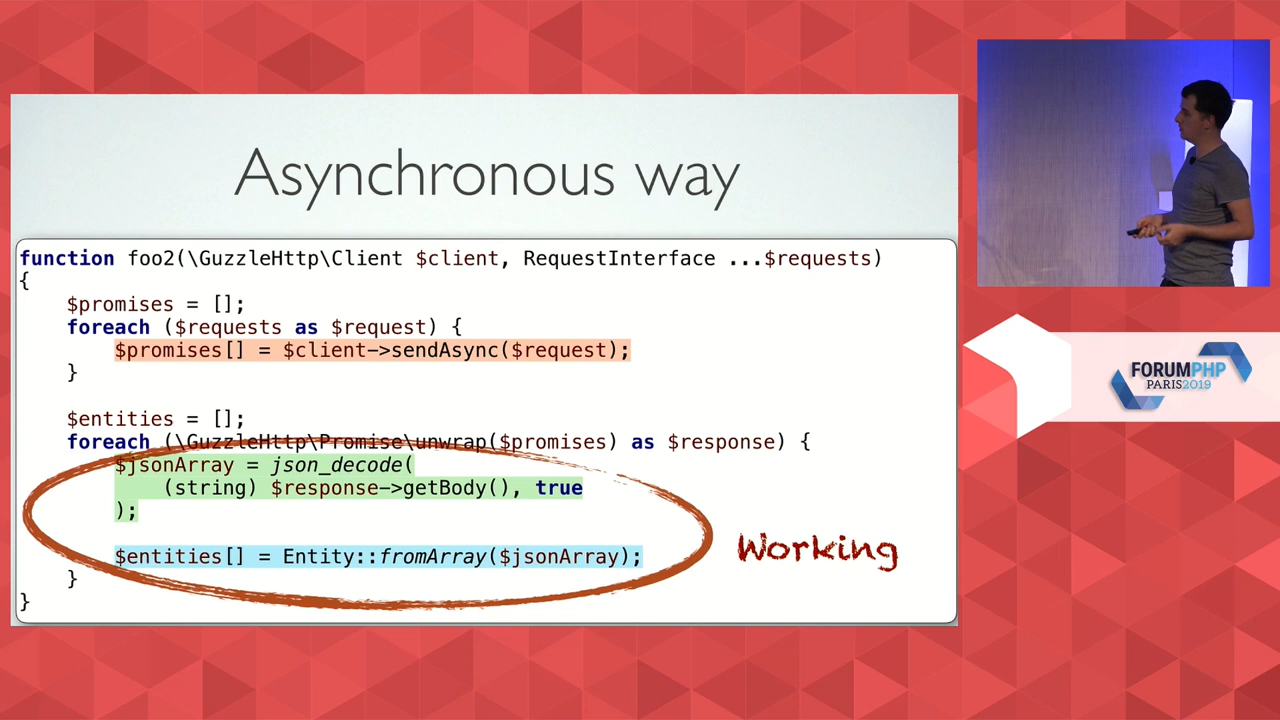 Asynchronous way
function foo2(\GuzzleHttp\Client $client, RequestInterface ...$requests)
{
    $promises = [];
    foreach ($requests as $request) {
        $promises[] = $client->sendAsync($request);
    }
    $entities = [];
    foreach (\GuzzleHttp\Promise\unwrap($promises) as $response) {
        $jsonArray = json_decode(
            (string) $response->getBody(), true
        );
        $entities[] = Entity::fromArray($jsonArray);
    }
}
Working
FORUMPHP
PARIS2019